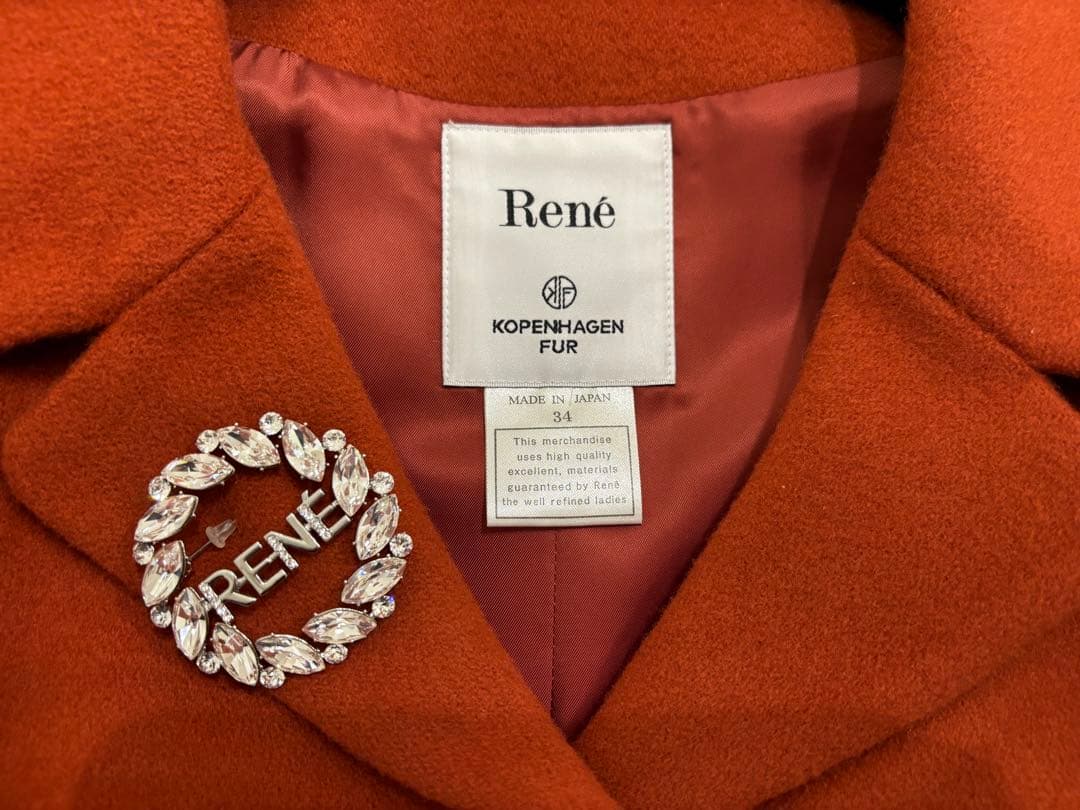 René
KF
KOPENHAGEN
FUR
MADE IN JAPAN
34
This merchandise
uses high quality
excellent, materials
guaranteed by René
the well refined ladies
RENÉ